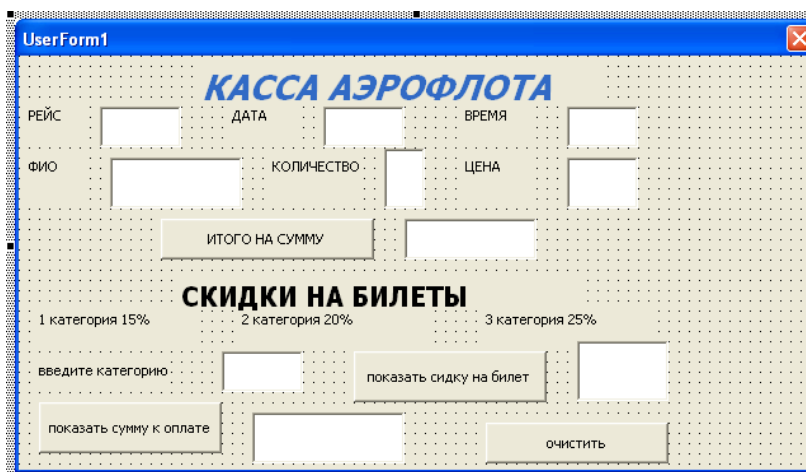 UserForm1
КАССА АЭРОФЛОТА
РЕЙС ДАТА ВРЕМЯ
ФИО КОЛИЧЕСТВО ЦЕНА
ИТОГО НА СУММУ
СКИДКИ НА БИЛЕТЫ
1 категория 15% 2 категория 20% 3 категория 25%
введите категорию показать сидку на билет
показать сумму к оплате очистить